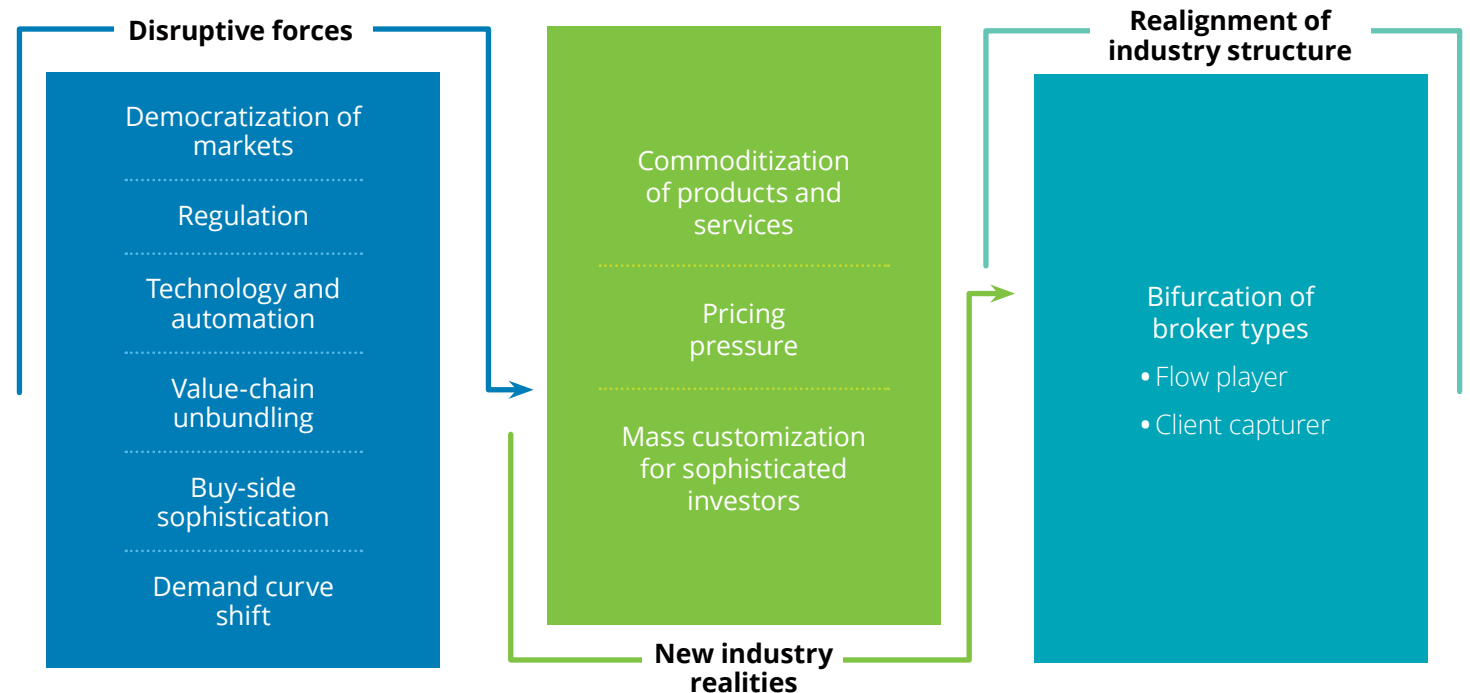 Disruptive forces
Democratization of
markets
Regulation
Technology and
automation
Value-chain
unbundling
Buy-side
sophistication
Demand curve
shift
Commoditization
of products and
services
Pricing
pressure
Mass customization
for sophisticated
investors
New industry
realities
Realignment of
industry structure
Bifurcation of
broker types
• Flow player
• Client capturer